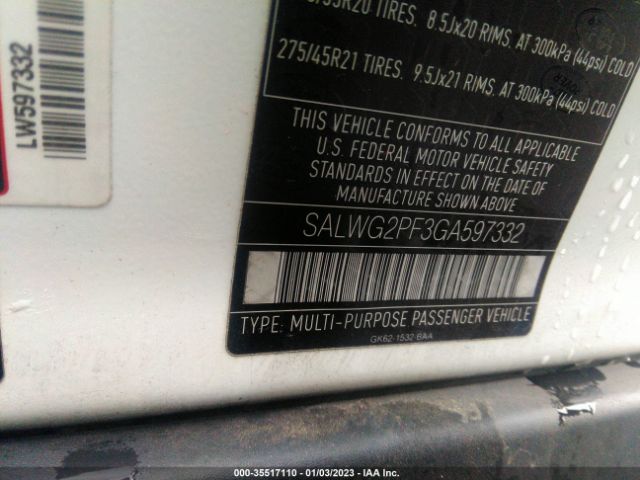 LW597332
/55R20 TIRES. 8.5Jx20 RIMS. AT 300kPa (44psi) COLD
275/45R21 TIRES. 9.5Jx21 RIMS. AT 300kPa (44psi) COLD
THIS VEHICLE CONFORMS TO ALL APPLICABLE
U.S. FEDERAL MOTOR VEHICLE SAFETY
STANDARDS IN EFFECT ON THE DATE OF
MANUFACTURE SHOWN ABOVE.
SALWG2PF3GA597332
TYPE: MULTI-PURPOSE PASSENGER VEHICLE
GK62-1532-BAA
000-35517110 - 01/03/2023 - IAA Inc.